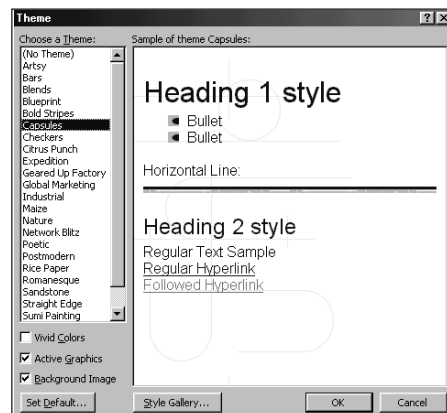 Theme
Choose a Theme:
(No Theme)
Artsy
Bars
Blends
Blueprint
Bold Stripes
Capsules
Checkers
Citrus Punch
Expedition
Geared Up Factory
Global Marketing
Industrial
Maize
Nature
Network Blitz
Poetic
Postmodern
Rice Paper
Romanesque
Sandstone
Straight Edge
Sumi Painting
Vivid Colors
Active Graphics
Background Image
Set Default...
Sample of theme Capsules:
Heading 1 style
Bullet
Bullet
Horizontal Line:
Heading 2 style
Regular Text Sample
Regular Hyperlink
Followed Hyperlink
Style Gallery...
OK
Cancel